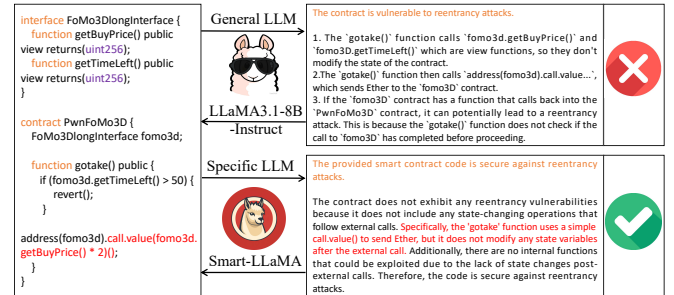 interface FoMo3DlongInterface {
function getBuyPrice() public
view returns(uint256);
function getTimeLeft() public
view returns(uint256);
}
contract PwnFoMo3D {
FoMo3DlongInterface fomo3d;
function gotake() public {
if (fomo3d.getTimeLeft() > 50) {
revert();
}
address(fomo3d).call.value(fomo3d.
getBuyPrice() * 2)();
}
}
General LLM
LLaMA3.1-8B
-Instruct
Specific LLM
Smart-LLaMA
The contract is vulnerable to reentrancy attacks.
1. The `gotake()` function calls `fomo3d.getBuyPrice()` and
`fomo3D.getTimeLeft()` which are view functions, so they don't
modify the state of the contract.
2.The `gotake()` function then calls `address(fomo3d).call.value...`,
which sends Ether to the `fomo3D` contract.
3. If the `fomo3D` contract has a function that calls back into the
`PwnFoMo3D` contract, it can potentially lead to a reentrancy
attack. This is because the `gotake()` function does not check if the
call to `fomo3D` has completed before proceeding.
The provided smart contract code is secure against reentrancy
attacks.
The contract does not exhibit any reentrancy vulnerabilities
because it does not include any state-changing operations that
follow external calls. Specifically, the 'gotake' function uses a simple
call.value() to send Ether, but it does not modify any state variables
after the external call. Additionally, there are no internal functions
that could be exploited due to the lack of state changes post-
external calls. Therefore, the code is secure against reentrancy
attacks.